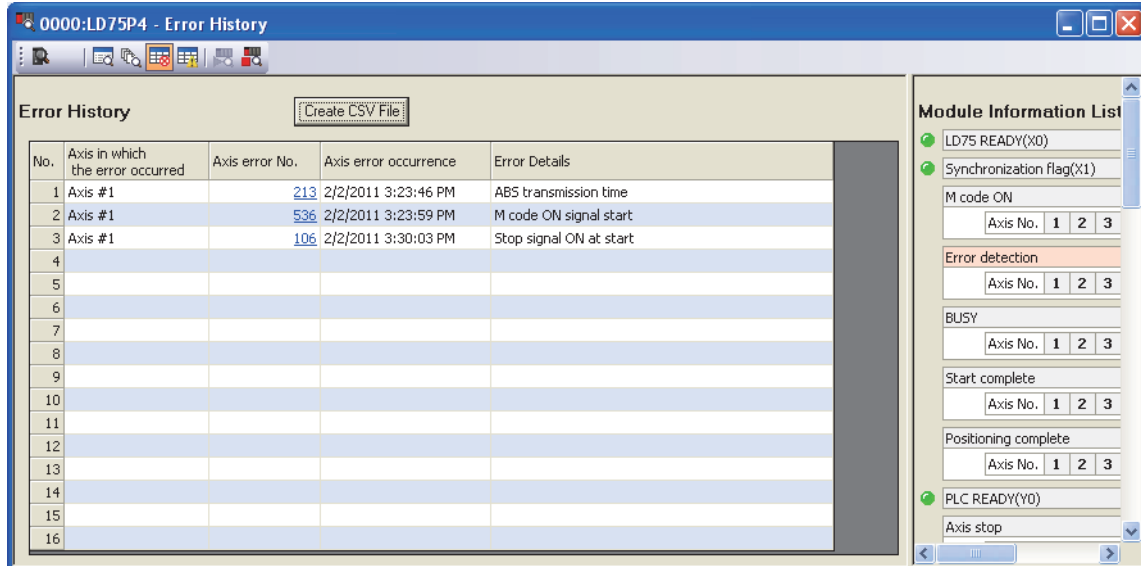 0000:LD75P4 - Error History
Error History
Create CSV File
No. Axis in which the error occurred Axis error No. Axis error occurrence Error Details
1 Axis #1 213 2/2/2011 3:23:46 PM ABS transmission time
2 Axis #1 536 2/2/2011 3:23:59 PM M code ON signal start
3 Axis #1 106 2/2/2011 3:30:03 PM Stop signal ON at start
4
5
6
7
8
9
10
11
12
13
14
15
16
Module Information List
LD75 READY(X0)
Synchronization flag(X1)
M code ON
Axis No. 1 2 3
Error detection
Axis No. 1 2 3
BUSY
Axis No. 1 2 3
Start complete
Axis No. 1 2 3
Positioning complete
Axis No. 1 2 3
PLC READY(Y0)
Axis stop